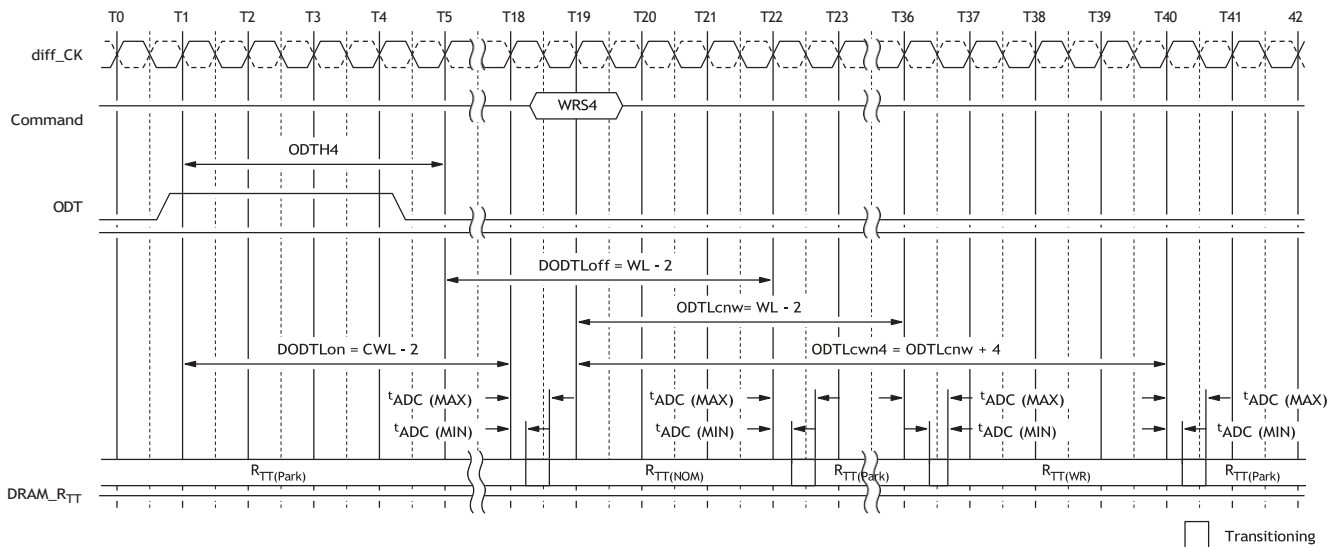 T0 T1 T2 T3 T4 T5 T18 T19 T20 T21 T22 T23 T36 T37 T38 T39 T40 T41 42
diff_CK
WRS4
Command
ODTH4
ODT
DODTLoff = WL - 2
ODTLcnw= WL - 2
DODTLon = CWL - 2 ODTLcwn4 = ODTLcnw + 4
tADC (MAX) tADC (MAX) tADC (MAX) tADC (MAX)
tADC (MIN) tADC (MIN) tADC (MIN) tADC (MIN)
RTT(Park) RTT(NOM) RTT(Park) RTT(WR) RTT(Park)
DRAM_RTT
Transitioning